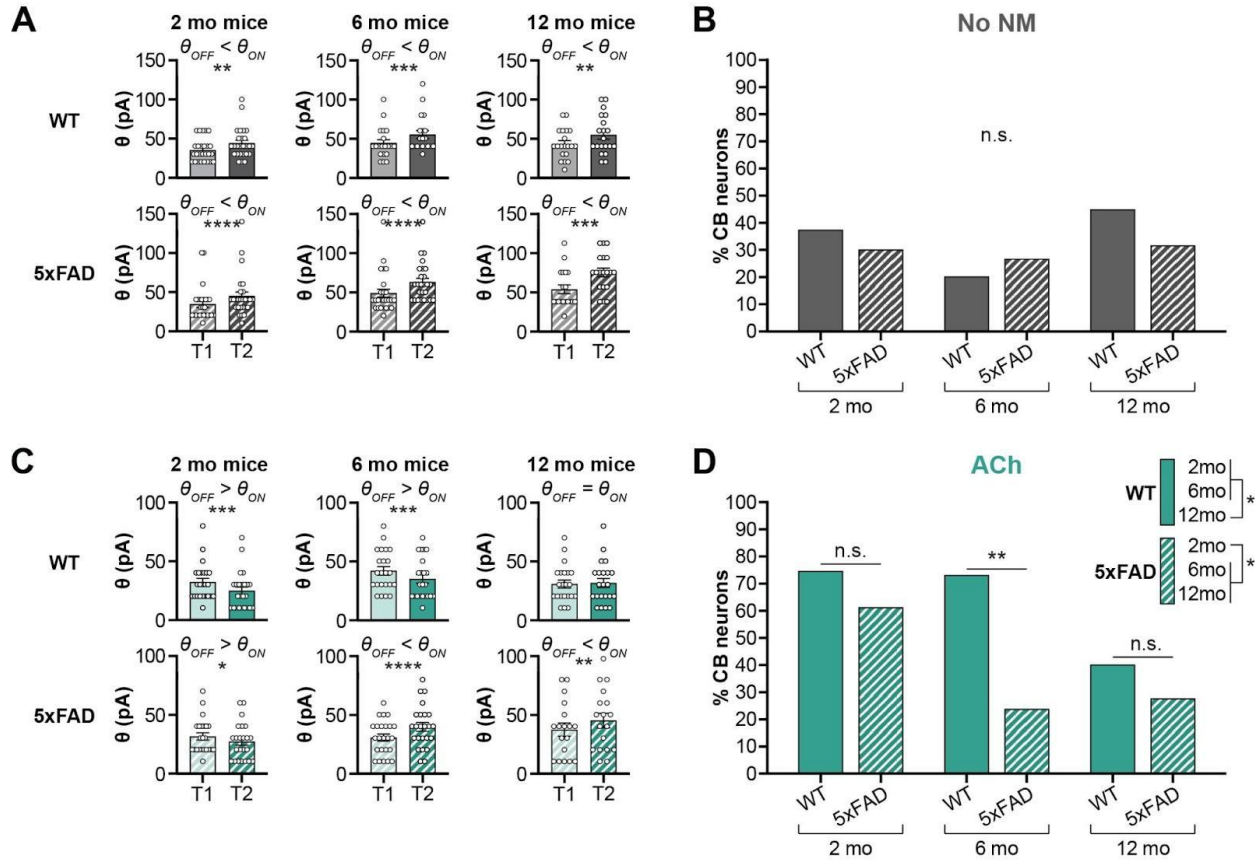 A
2 mo mice
6 mo mice
12 mo mice
WT
θ (pA)
θOFF < θON
**
150
100
50
0
θ (pA)
θOFF < θON
***
150
100
50
0
θ (pA)
θOFF < θON
**
150
100
50
0
5xFAD
θ (pA)
θOFF < θON
****
150
100
50
0
T1 T2
θ (pA)
θOFF < θON
****
150
100
50
0
T1 T2
θ (pA)
θOFF < θON
***
150
100
50
0
T1 T2
B
No NM
% CB neurons
100
90
80
70
60
50
40
30
20
10
0
n.s.
WT 5xFAD WT 5xFAD WT 5xFAD
2 mo 6 mo 12 mo
C
2 mo mice
6 mo mice
12 mo mice
WT
θ (pA)
θOFF > θON
***
100
50
0
θ (pA)
θOFF > θON
***
100
50
0
θ (pA)
θOFF = θON
100
50
0
5xFAD
θ (pA)
θOFF > θON
*
100
50
0
T1 T2
θ (pA)
θOFF < θON
****
100
50
0
T1 T2
θ (pA)
θOFF < θON
**
100
50
0
T1 T2
D
ACh
% CB neurons
100
90
80
70
60
50
40
30
20
10
0
n.s.
**
n.s.
WT
2mo
6mo
12mo
*
5xFAD
2mo
6mo
12mo
*
WT 5xFAD WT 5xFAD WT 5xFAD
2 mo 6 mo 12 mo